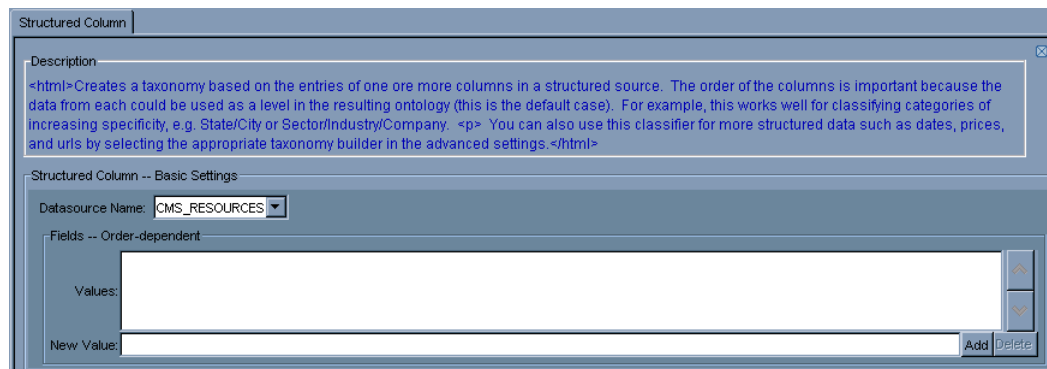 Structured Column
Description
<html>Creates a taxonomy based on the entries of one ore more columns in a structured source.  The order of the columns is important because the
data from each could be used as a level in the resulting ontology (this is the default case).  For example, this works well for classifying categories of
increasing specificity, e.g. State/City or Sector/Industry/Company.  <p>  You can also use this classifier for more structured data such as dates, prices,
and urls by selecting the appropriate taxonomy builder in the advanced settings.</html>
Structured Column -- Basic Settings
Datasource Name: CMS_RESOURCES
Fields -- Order-dependent
Values:
New Value: Add Delete